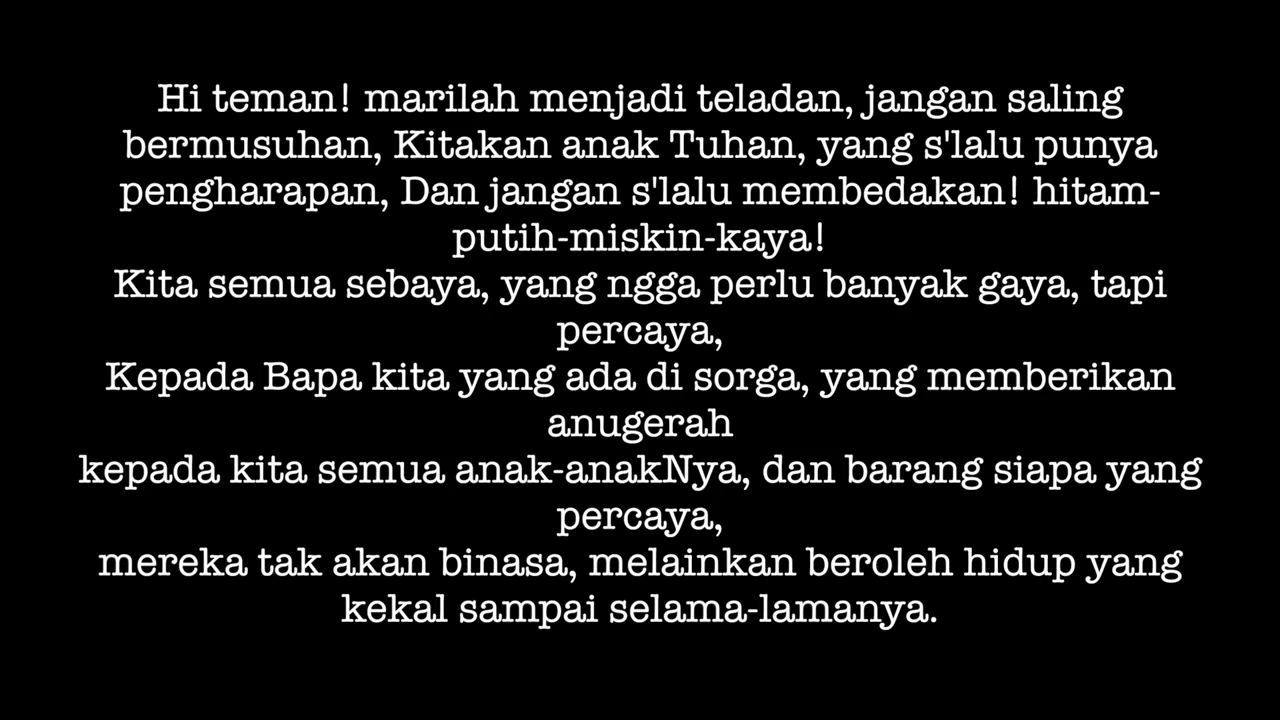 Hi teman! marilah menjadi teladan, jangan saling
bermusuhan, Kitakan anak Tuhan, yang s'lalu punya
pengharapan, Dan jangan s'lalu membedakan! hitam-
putih-miskin-kaya!
Kita semua sebaya, yang ngga perlu banyak gaya, tapi
percaya,
Kepada Bapa kita yang ada di sorga, yang memberikan
anugerah
kepada kita semua anak-anakNya, dan barang siapa yang
percaya,
mereka tak akan binasa, melainkan beroleh hidup yang
kekal sampai selama-lamanya.